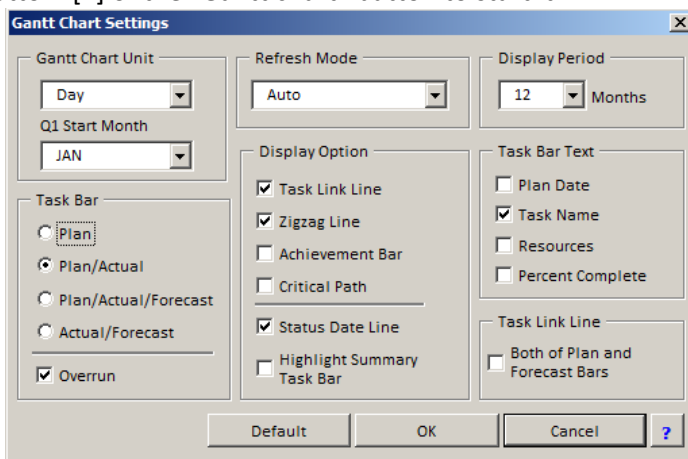 Gantt Chart Settings
Gantt Chart Unit
Day
Q1 Start Month
JAN
Task Bar
Plan
Plan/Actual
Plan/Actual/Forecast
Actual/Forecast
Overrun
Refresh Mode
Auto
Display Option
Task Link Line
Zigzag Line
Achievement Bar
Critical Path
Status Date Line
Highlight Summary
Task Bar
Display Period
12 Months
Task Bar Text
Plan Date
Task Name
Resources
Percent Complete
Task Link Line
Both of Plan and
Forecast Bars
Default OK Cancel ?